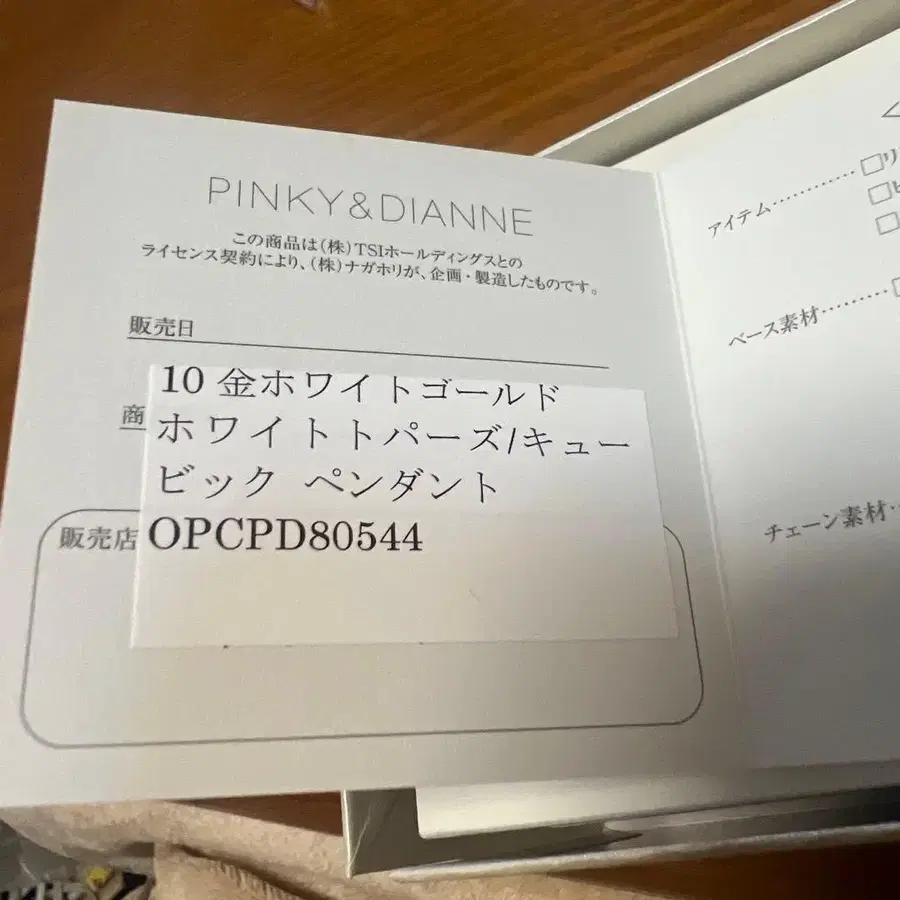 PINKY&DIANNE
この商品は(株)TSIホールディングスとの
ライセンス契約により、(株)ナガホリが、企画・製造したものです。
販売日
商
10 金ホワイトゴールド
ホワイトトパーズ/キュー
ビック ペンダント
OPCPD80544
販売店
アイテム…………
□リ
□
□
ベース素材………
チェーン素材‥